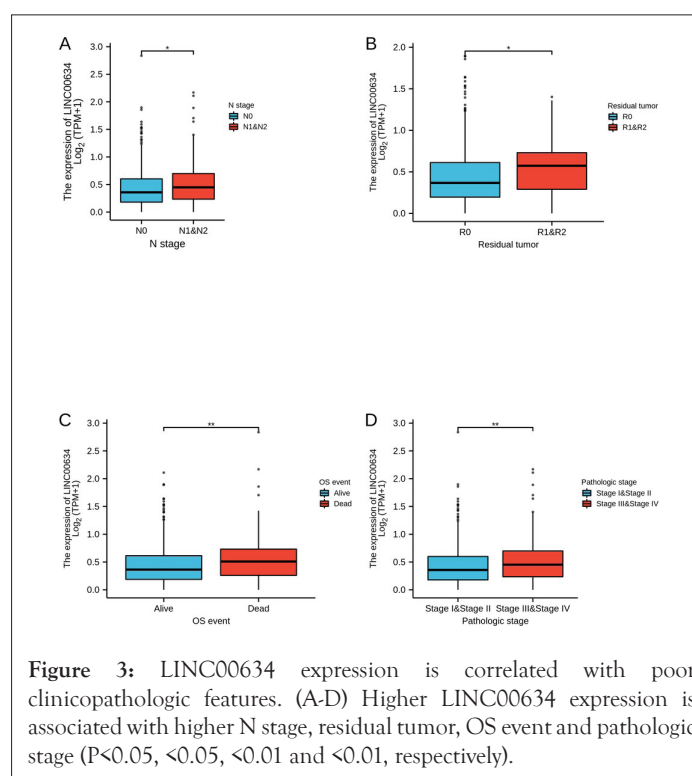 A
3.0
2.5
2.0
1.5
1.0
0.5
0.0
The expression of LINC00634
Log2 (TPM+1)
*
N stage
N0
N1&N2
N0 N1&N2
N stage
B
2.0
1.5
1.0
0.5
0.0
The expression of LINC00634
Log2 (TPM+1)
*
Residual tumor
R0
R1&R2
R0 R1&R2
Residual tumor
C
3.0
2.5
2.0
1.5
1.0
0.5
0.0
The expression of LINC00634
Log2 (TPM+1)
**
OS event
Alive
Dead
Alive Dead
OS event
D
3.0
2.5
2.0
1.5
1.0
0.5
0.0
The expression of LINC00634
Log2 (TPM+1)
**
Pathologic stage
Stage I&Stage II
Stage III&Stage IV
Stage I&Stage II Stage III&Stage IV
Pathologic stage
Figure 3: LINC00634 expression is correlated with poor
clinicopathologic features. (A-D) Higher LINC00634 expression is
associated with higher N stage, residual tumor, OS event and pathologic
stage (P<0.05, <0.05, <0.01 and <0.01, respectively).